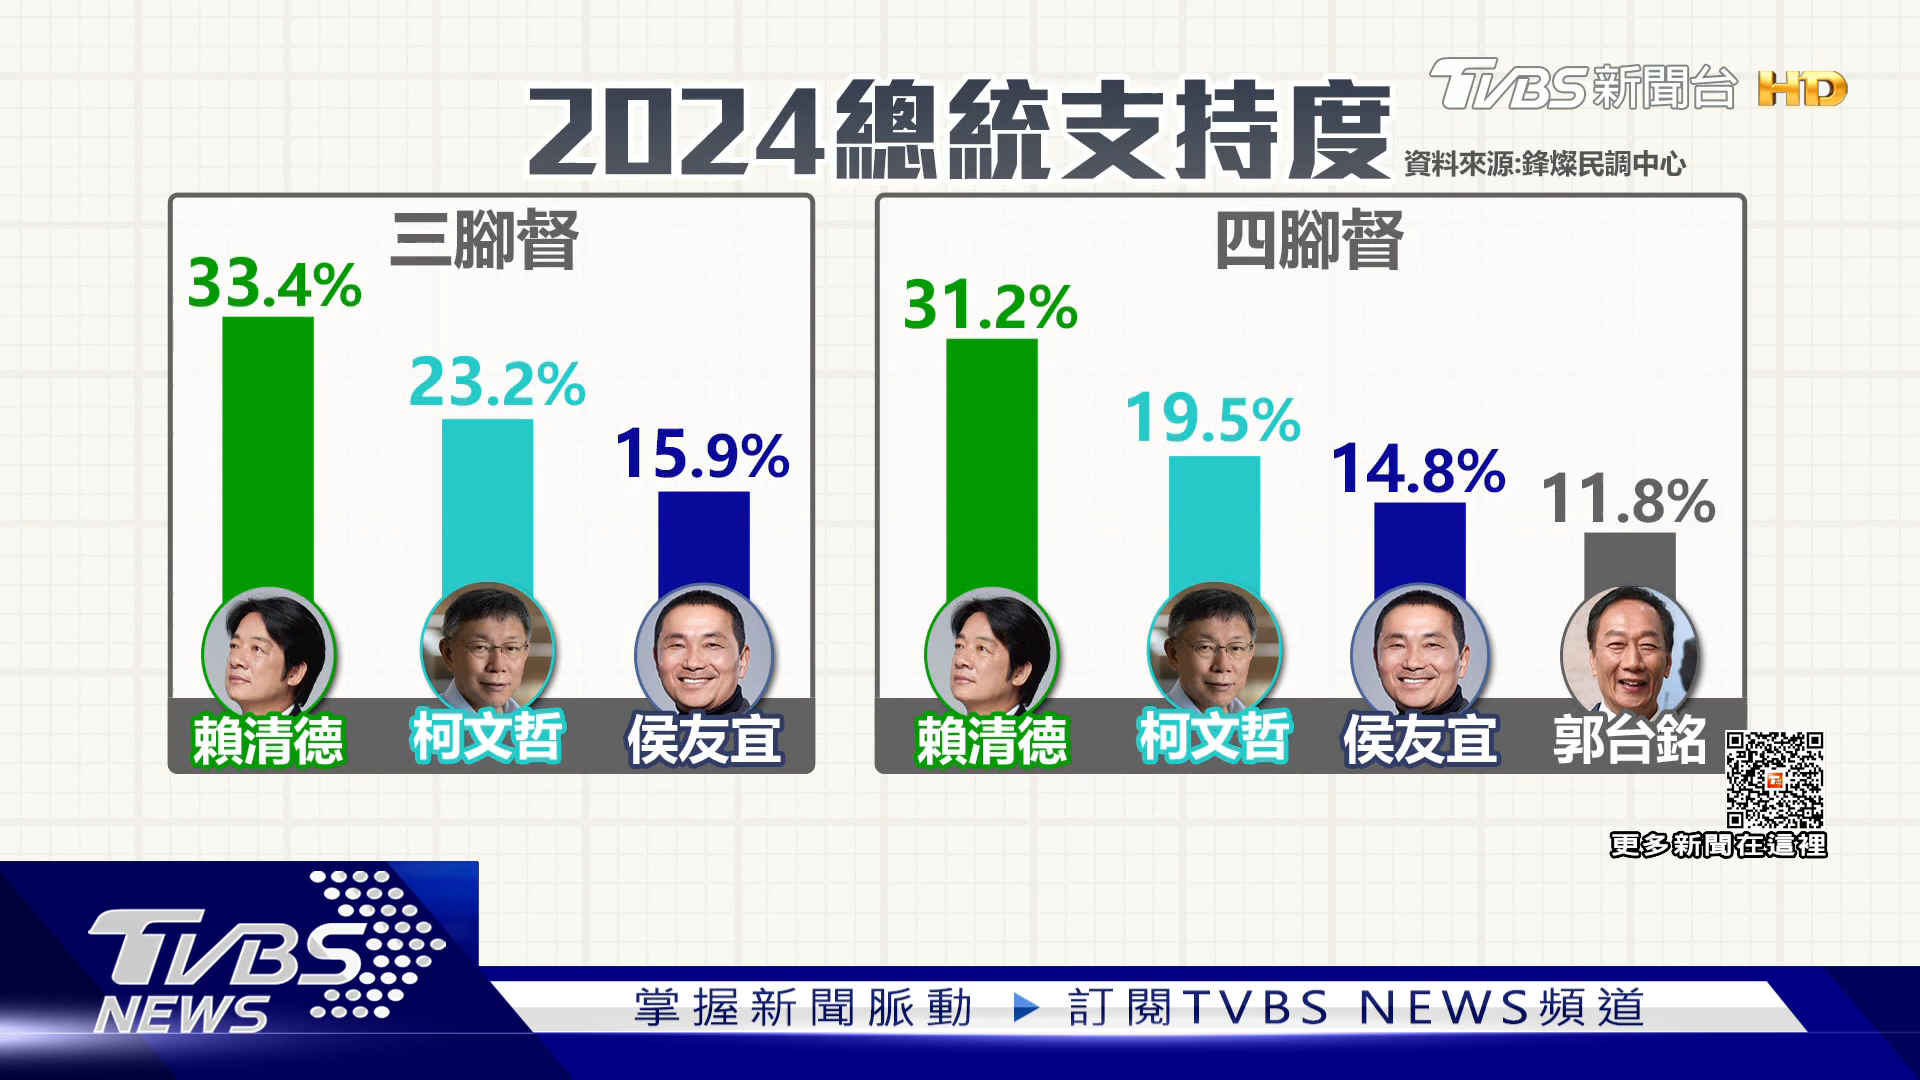 TVBS新聞台 HD
2024總統支持度
資料來源:鋒燦民調中心
三腳督
33.4%
23.2%
15.9%
賴清德
柯文哲
侯友宜
四腳督
31.2%
19.5%
14.8%
11.8%
賴清德
柯文哲
侯友宜
郭台銘
更多新聞在這裡
TVBS
NEWS
掌握新聞脈動 ▶ 訂閱TVBS NEWS頻道